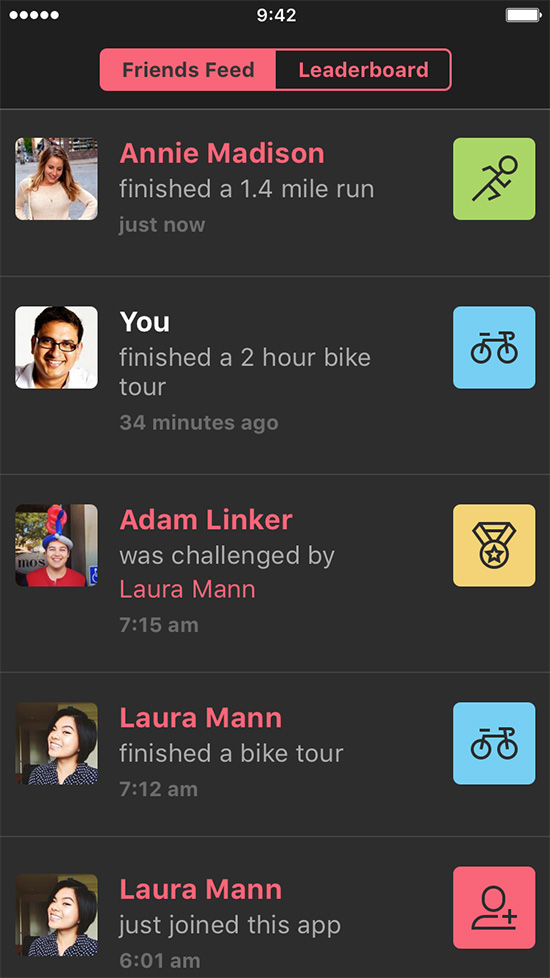 9:42
Friends Feed Leaderboard
Annie Madison
finished a 1.4 mile run
just now
You
finished a 2 hour bike
tour
34 minutes ago
Adam Linker
was challenged by
Laura Mann
7:15 am
Laura Mann
finished a bike tour
7:12 am
Laura Mann
just joined this app
6:01 am